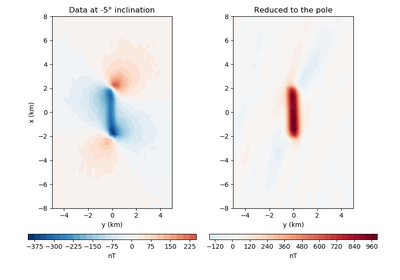 Data at -5° inclination
Reduced to the pole
8
6
4
2
0
−2
−4
−6
−8
x (km)
−4 −2 0 2 4
y (km)
8
6
4
2
0
−2
−4
−6
−8
−4 −2 0 2 4
y (km)
−375 −300 −225 −150 −75 0 75 150 225
nT
−120 0 120 240 360 480 600 720 840 960
nT